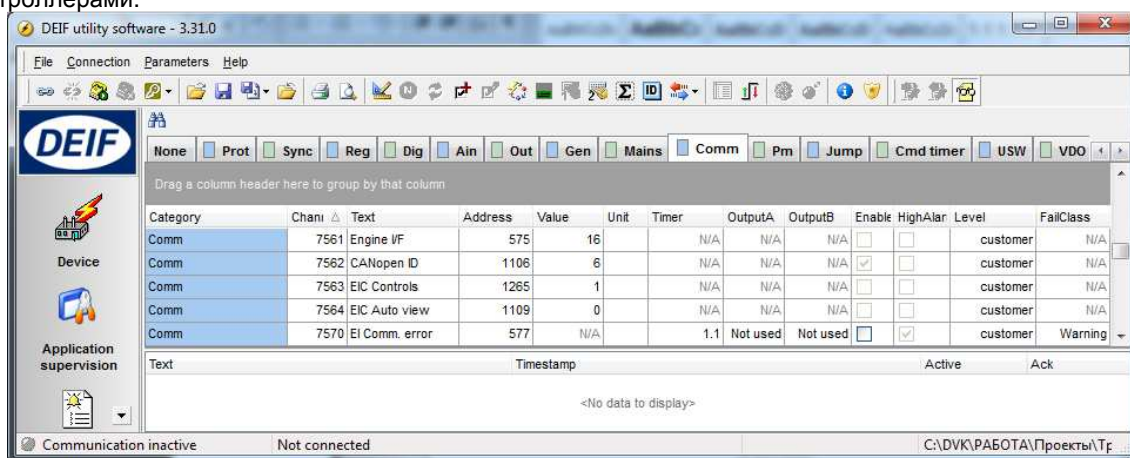 троллерами.
DEIF utility software - 3.31.0
File Connection Parameters Help
DEIF
None Prot Sync Reg Dig Ain Out Gen Mains Comm Pm Jump Cmd timer USW VDO
Drag a column header here to group by that column
Category Chani Text Address Value Unit Timer OutputA OutputB Enable HighAlar Level FailClass
Comm 7561 Engine I/F 575 16 N/A N/A N/A customer N/A
Comm 7562 CANopen ID 1106 6 N/A N/A N/A customer N/A
Comm 7563 EIC Controls 1265 1 N/A N/A N/A customer N/A
Comm 7564 EIC Auto view 1109 0 N/A N/A N/A customer N/A
Comm 7570 EI Comm. error 577 N/A 1.1 Not used Not used customer Warning
Device
Application
supervision
Text Timestamp Active Ack
<No data to display>
Communication inactive Not connected C:\DVK\РАБОТА\Проекты\Тр